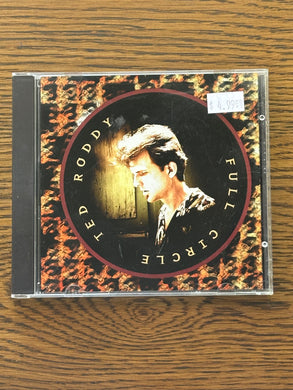 $ 4.99
TED RODDY
FULL CIRCLE